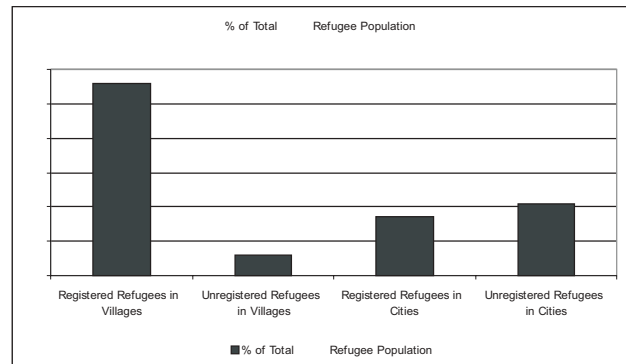 % of Total Refugee Population
Registered Refugees in
Villages
Unregistered Refugees
in Villages
Registered Refugees in
Cities
Unregistered Refugees
in Cities
% of Total Refugee Population